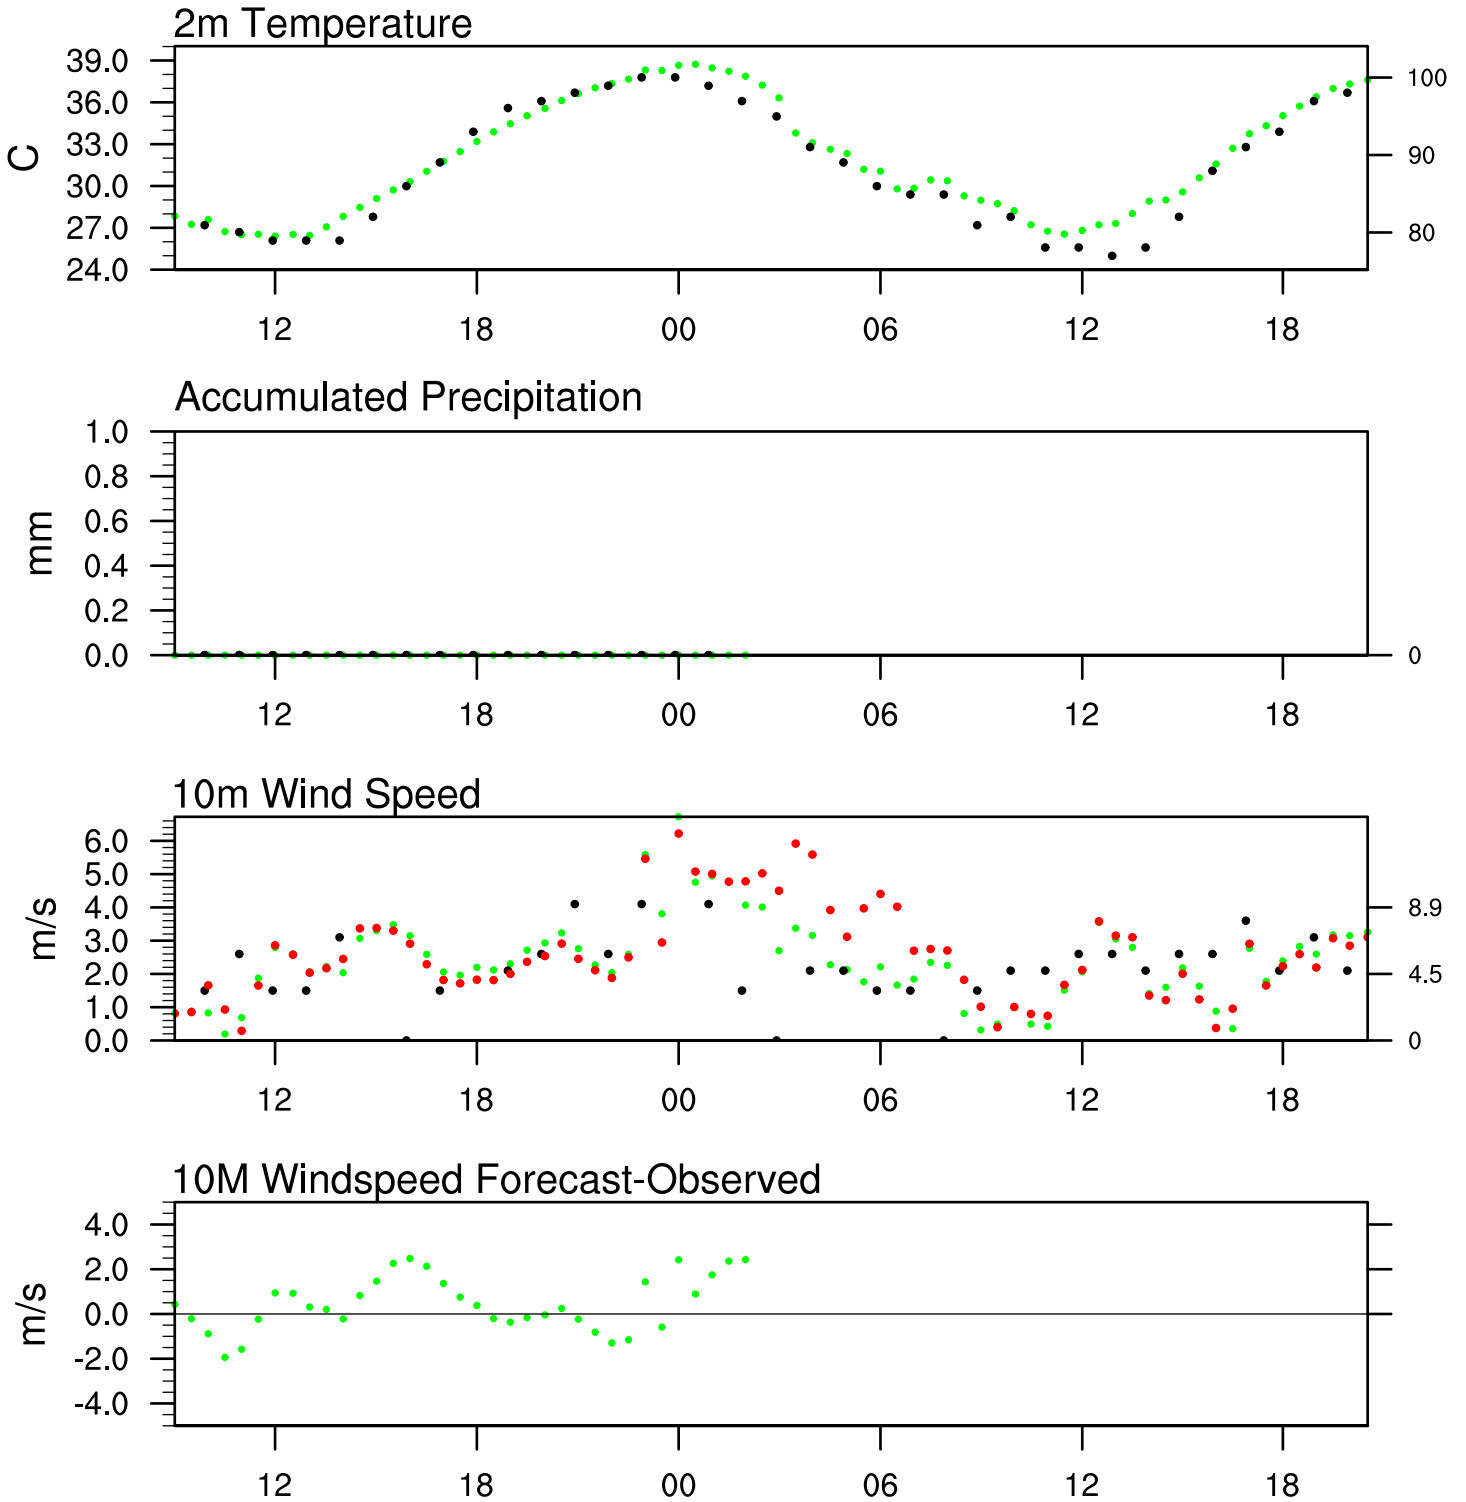 2m Temperature
39.0
36.0
33.0
30.0
27.0
24.0
C
100
90
80
12 18 00 06 12 18
Accumulated Precipitation
1.0
0.8
0.6
0.4
0.2
0.0
mm
0
12 18 00 06 12 18
10m Wind Speed
6.0
5.0
4.0
3.0
2.0
1.0
0.0
m/s
8.9
4.5
0
12 18 00 06 12 18
10M Windspeed Forecast-Observed
4.0
2.0
0.0
-2.0
-4.0
m/s
12 18 00 06 12 18